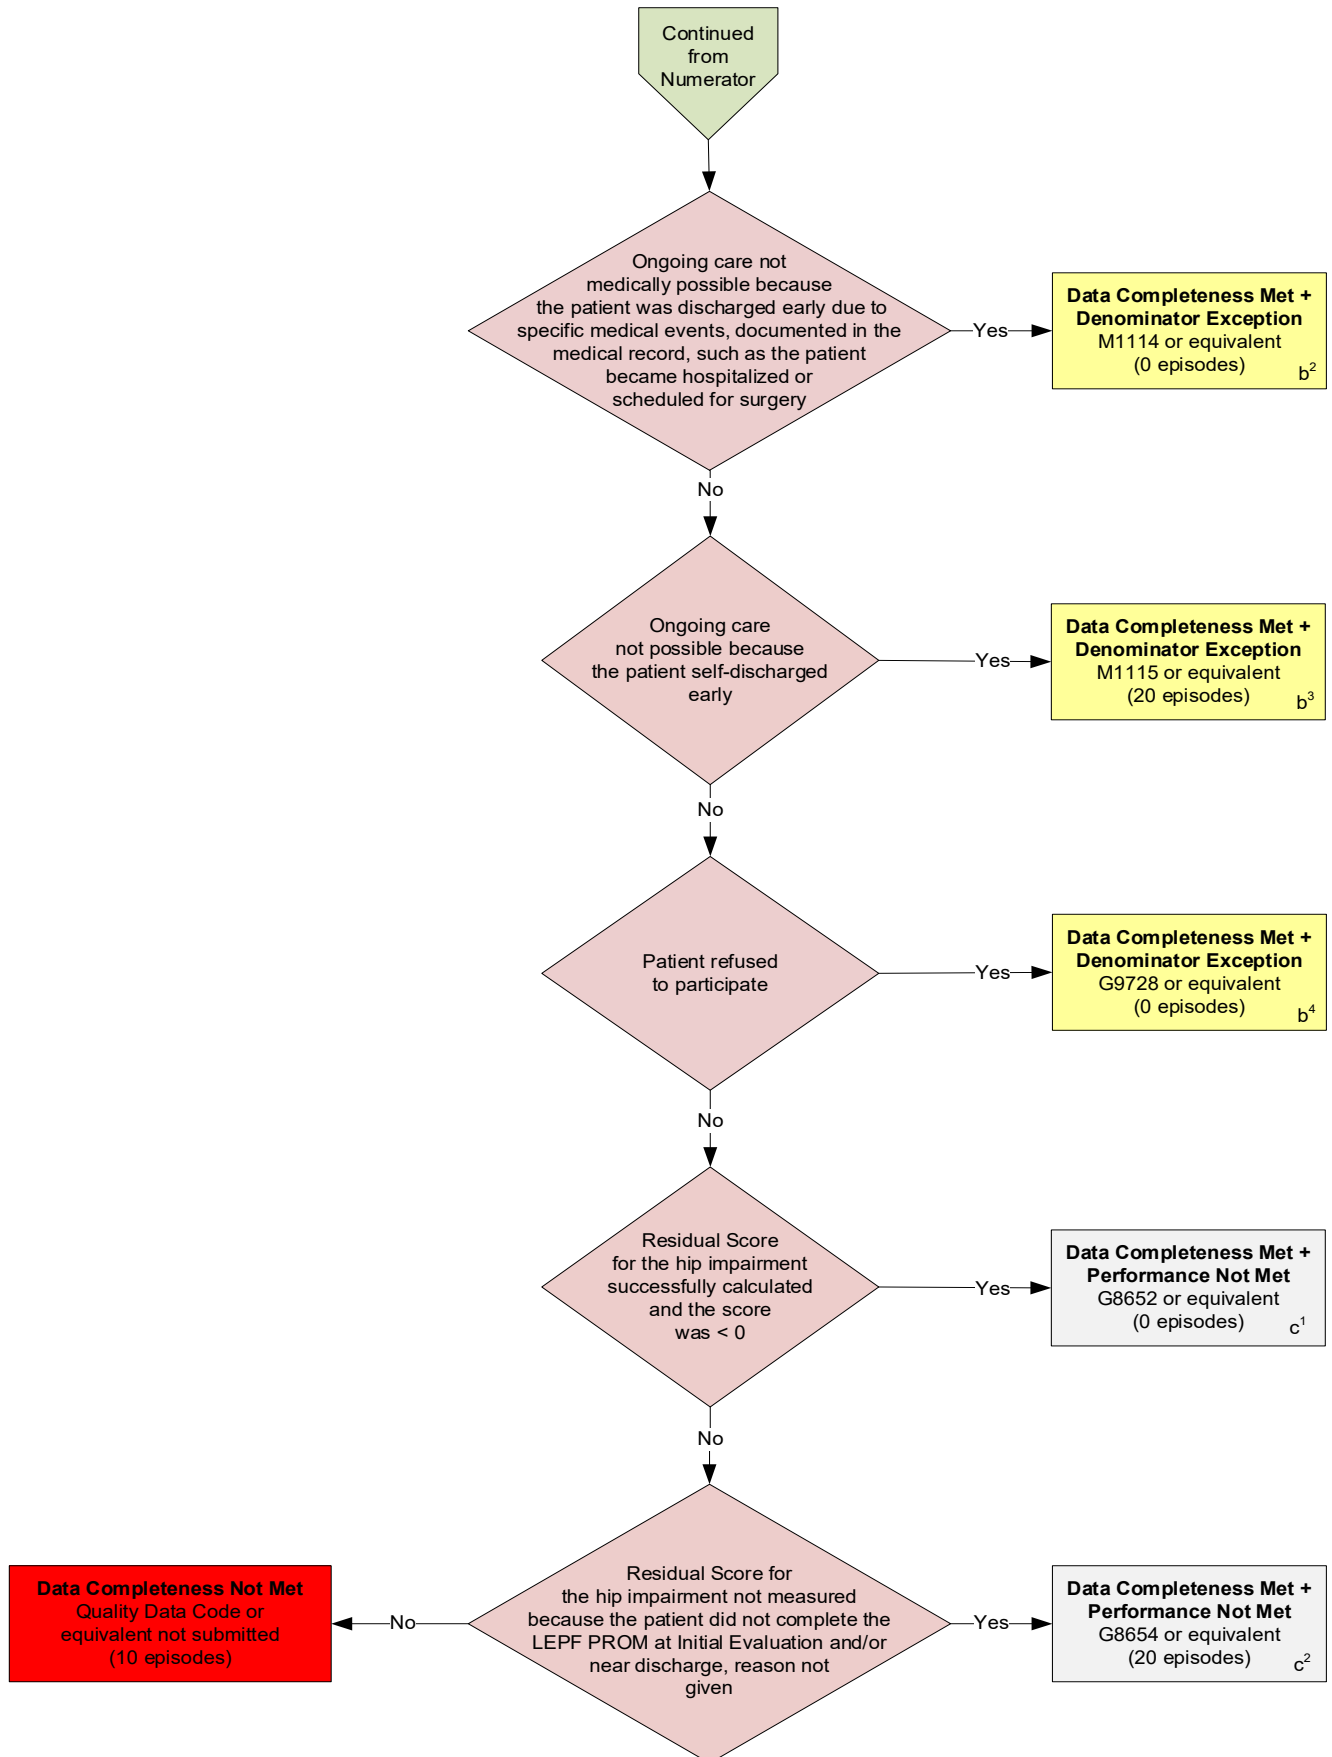 Continued
from
Numerator
Ongoing care not
medically possible because
the patient was discharged early due to
specific medical events, documented in the
medical record, such as the patient
became hospitalized or
scheduled for surgery
Yes
Data Completeness Met +
Denominator Exception
M1114 or equivalent
(0 episodes)
b²
No
Ongoing care
not possible because
the patient self-discharged
early
Yes
Data Completeness Met +
Denominator Exception
M1115 or equivalent
(20 episodes)
b³
No
Patient refused
to participate
Yes
Data Completeness Met +
Denominator Exception
G9728 or equivalent
(0 episodes)
b⁴
No
Residual Score
for the hip impairment
successfully calculated
and the score
was < 0
Yes
Data Completeness Met +
Performance Not Met
G8652 or equivalent
(0 episodes)
c¹
No
Data Completeness Not Met
Quality Data Code or
equivalent not submitted
(10 episodes)
No
Residual Score for
the hip impairment not measured
because the patient did not complete the
LEPF PROM at Initial Evaluation and/or
near discharge, reason not
given
Yes
Data Completeness Met +
Performance Not Met
G8654 or equivalent
(20 episodes)
c²